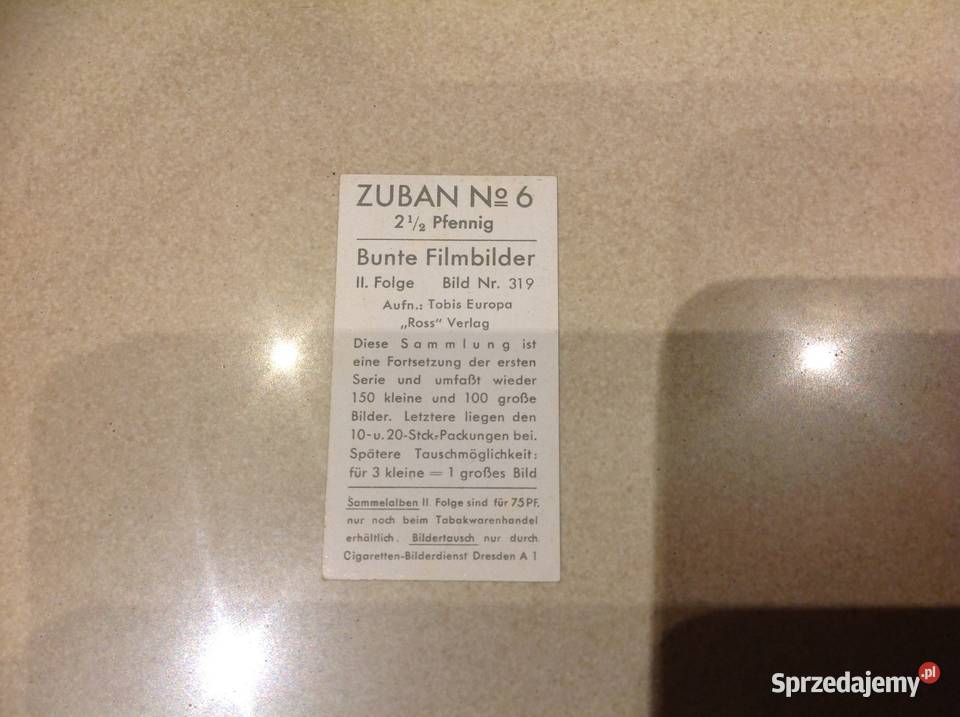 ZUBAN Nº 6
2 1/2 Pfennig
Bunte Filmbilder
II. Folge Bild Nr. 319
Aufn.: Tobis Europa
„Ross" Verlag
Diese Sammlung ist
eine Fortsetzung der ersten
Serie und umfaßt wieder
150 kleine und 100 große
Bilder. Letztere liegen den
10-u. 20-Stck.-Packungen bei.
Spätere Tauschmöglichkeit:
für 3 kleine = 1 großes Bild
Sammelalben II. Folge sind für 75 PF.
nur noch beim Tabakwarenhandel
erhältlich. Bildertausch nur durch
Cigaretten-Bilderdienst Dresden A 1
Sprzedajemy.pl